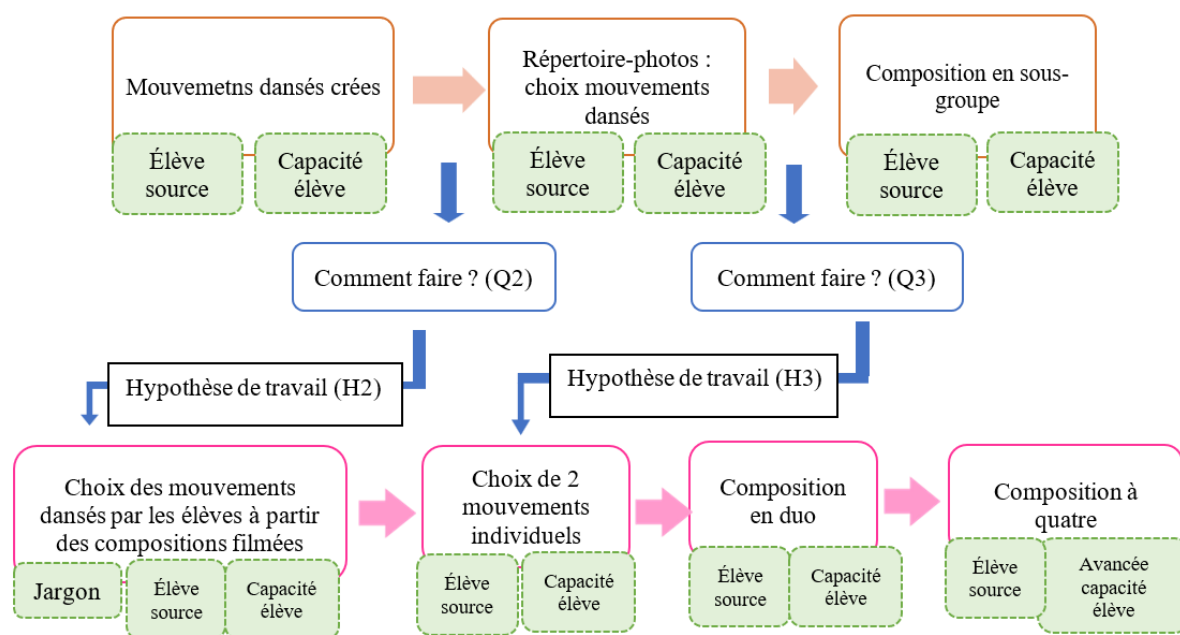 Mouvemetns dansés crées
Élève
source
Capacité
élève
Répertoire-photos :
choix mouvements
dansés
Élève
source
Capacité
élève
Composition en sous-
groupe
Élève
source
Capacité
élève
Comment faire ? (Q2)
Comment faire ? (Q3)
Hypothèse de travail (H2)
Hypothèse de travail (H3)
Choix des mouvements
dansés par les élèves à partir
des compositions filmées
Jargon
Élève
source
Capacité
élève
Choix de 2
mouvements
individuels
Élève
source
Capacité
élève
Composition
en duo
Élève
source
Capacité
élève
Composition à
quatre
Élève
source
Avancée
capacité
élève